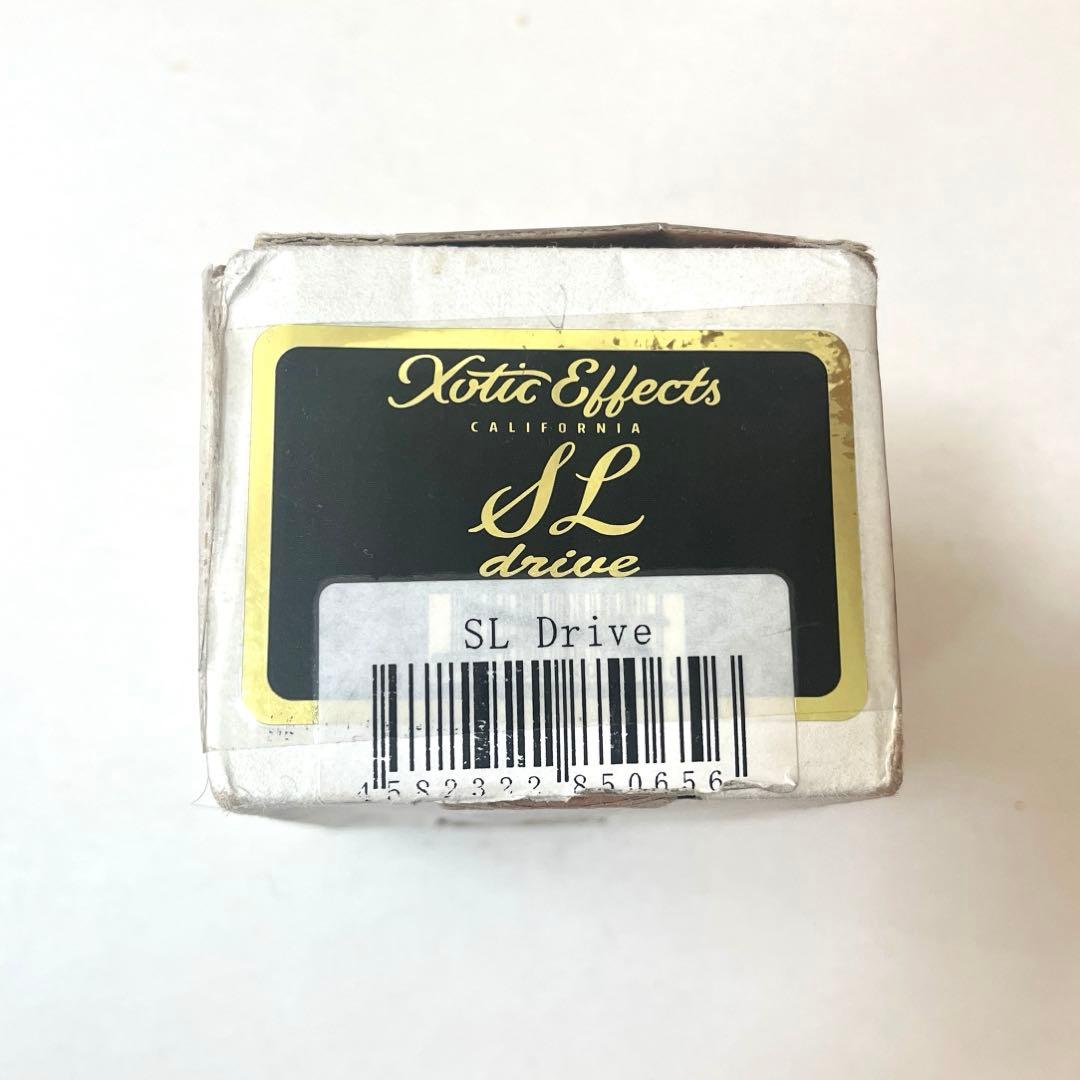 Xotic Effects
CALIFORNIA
SL
drive
SL Drive
4582322 850656